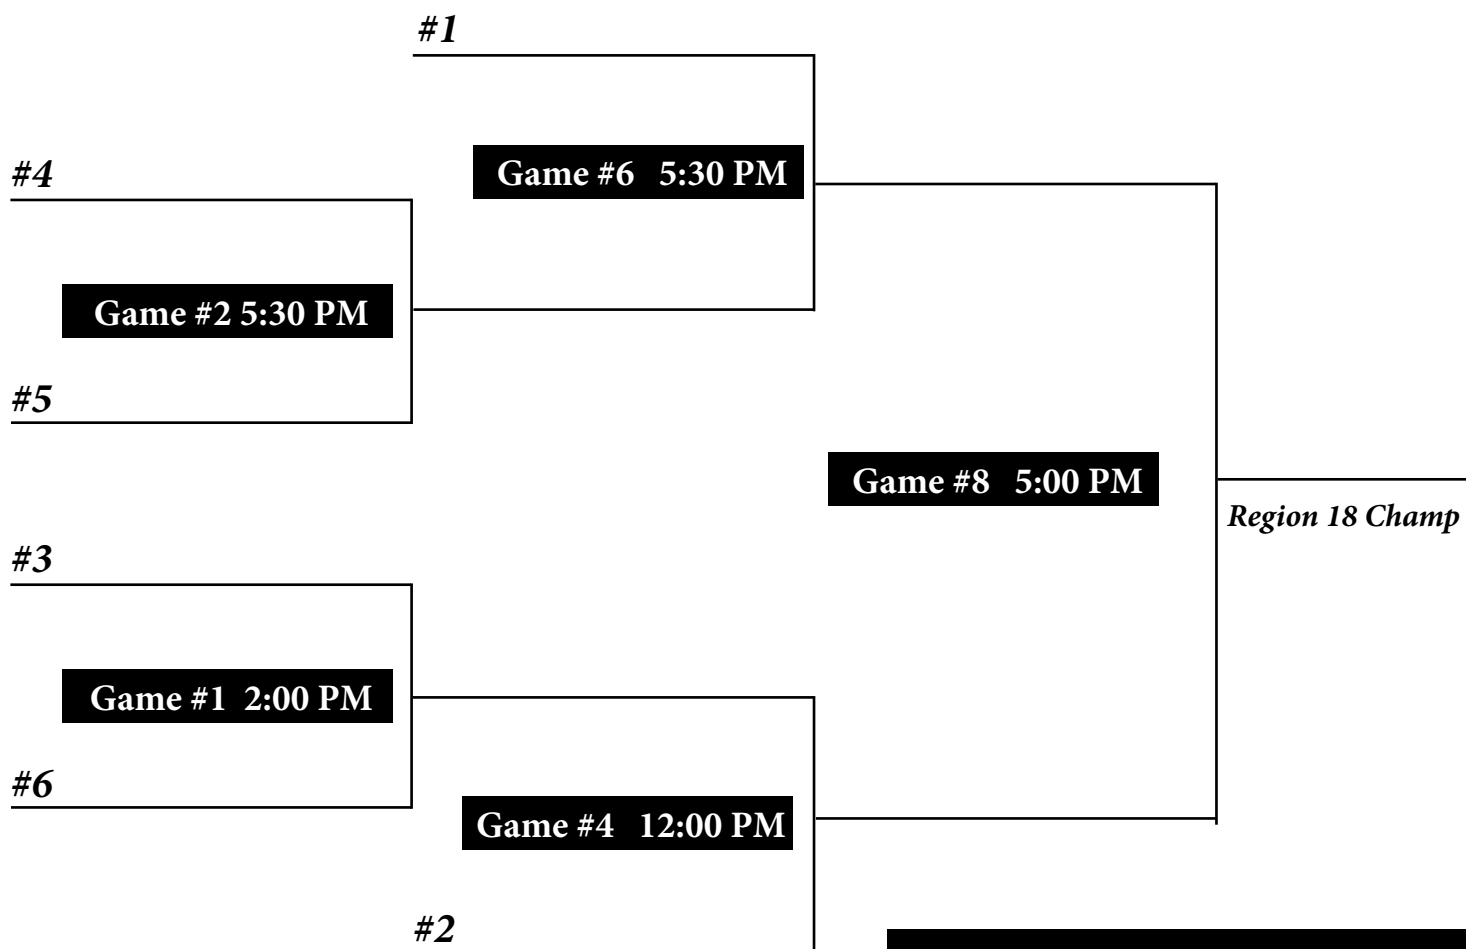 #1
#4
Game #6 5:30 PM
Game #2 5:30 PM
#5
Game #8 5:00 PM
Region 18 Champ
#3
Game #1 2:00 PM
#6
Game #4 12:00 PM
#2